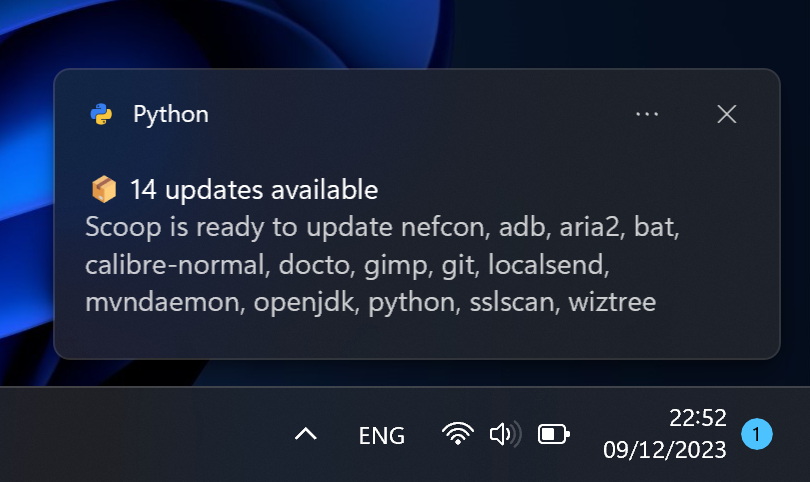 Python
📦 14 updates available
Scoop is ready to update nefcon, adb, aria2, bat,
calibre-normal, docto, gimp, git, localsend,
mvndaemon, openjdk, python, sslscan, wiztree
ENG
22:52
09/12/2023
1